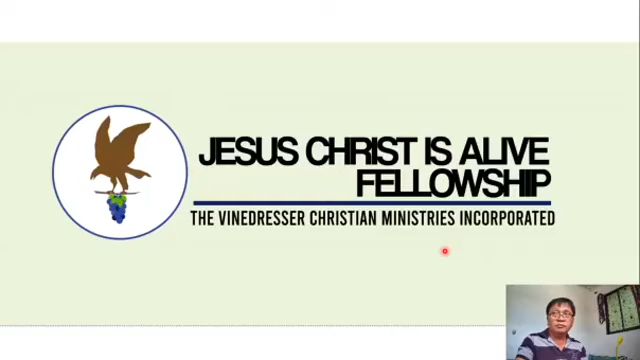 JESUS CHRIST IS ALIVE
FELLOWSHIP
THE VINEDRESSER CHRISTIAN MINISTRIES INCORPORATED